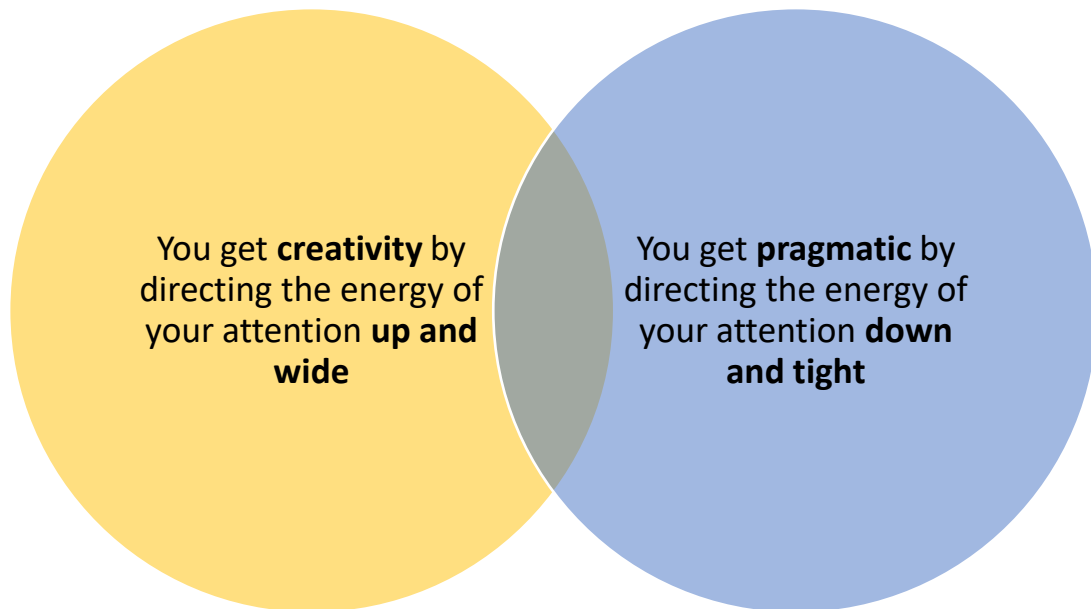 You get creativity by
directing the energy of
your attention up and
wide
You get pragmatic by
directing the energy of
your attention down
and tight